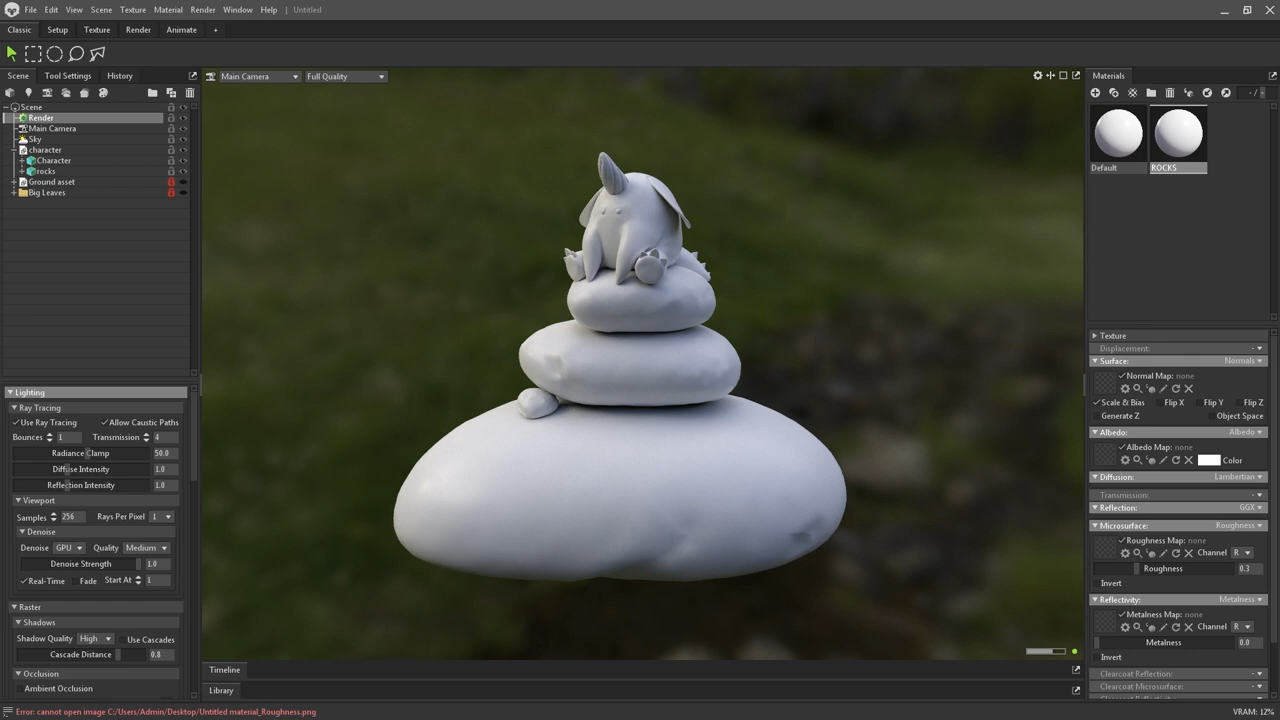 File Edit View Scene Texture Material Render Window Help Untitled
Classic Setup Texture Render Animate +
Scene Tool Settings History
Main Camera Full Quality
Materials
Scene
Render
Main Camera
Sky
character
Character
rocks
Ground asset
Big Leaves
Default ROCKS
Lighting
Ray Tracing
Use Ray Tracing Allow Caustic Paths
Bounces 1 Transmission 4
Radiance Clamp 50.0
Diffuse Intensity 1.0
Reflection Intensity 1.0
Viewport
Samples 256 Rays Per Pixel 1
Denoise
Denoise GPU Quality Medium
Denoise Strength 1.0
Real-Time Fade Start At 1
Raster
Shadows
Shadow Quality High Use Cascades
Cascade Distance 0.8
Occlusion
Ambient Occlusion
Texture
Displacement: -
Surface: Normals
Normal Map: none
Scale & Bias Flip X Flip Y Flip Z
Generate Z Object Space
Albedo: Albedo
Albedo Map: none
Color
Diffusion: Lambertian
Transmission: -
Reflection: GGX
Microsurface: Roughness
Roughness Map: none
Channel R
Roughness 0.3
Invert
Reflectivity: Metalness
Metalness Map: none
Channel R
Metalness 0.0
Invert
Clearcoat Reflection: -
Clearcoat Microsurface: -
Timeline
Library
Error: cannot open image C:/Users/Admin/Desktop/Untitled material_Roughness.png
VRAM: 12%